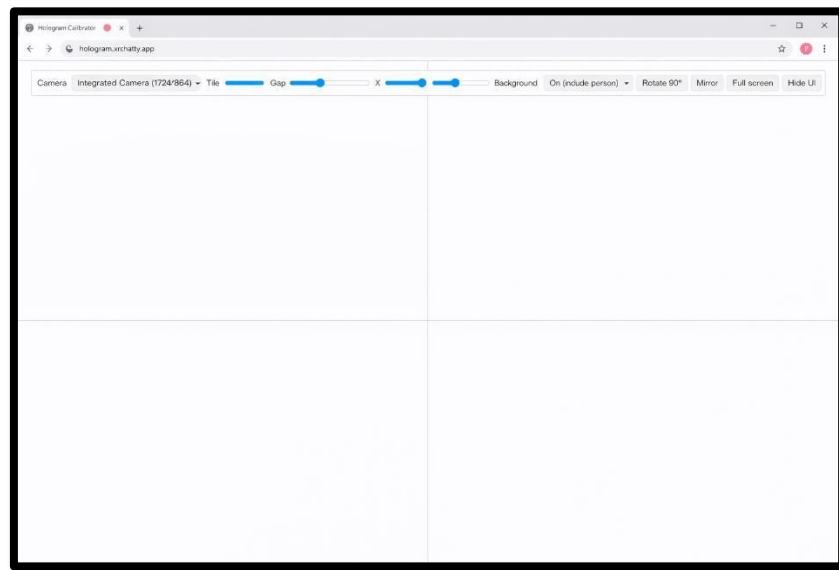 Hologram Calibrator
hologram.xrchatty.app
Camera Integrated Camera (1724/864) Tile Gap X Background On (include person) Rotate 90° Mirror Full screen Hide UI